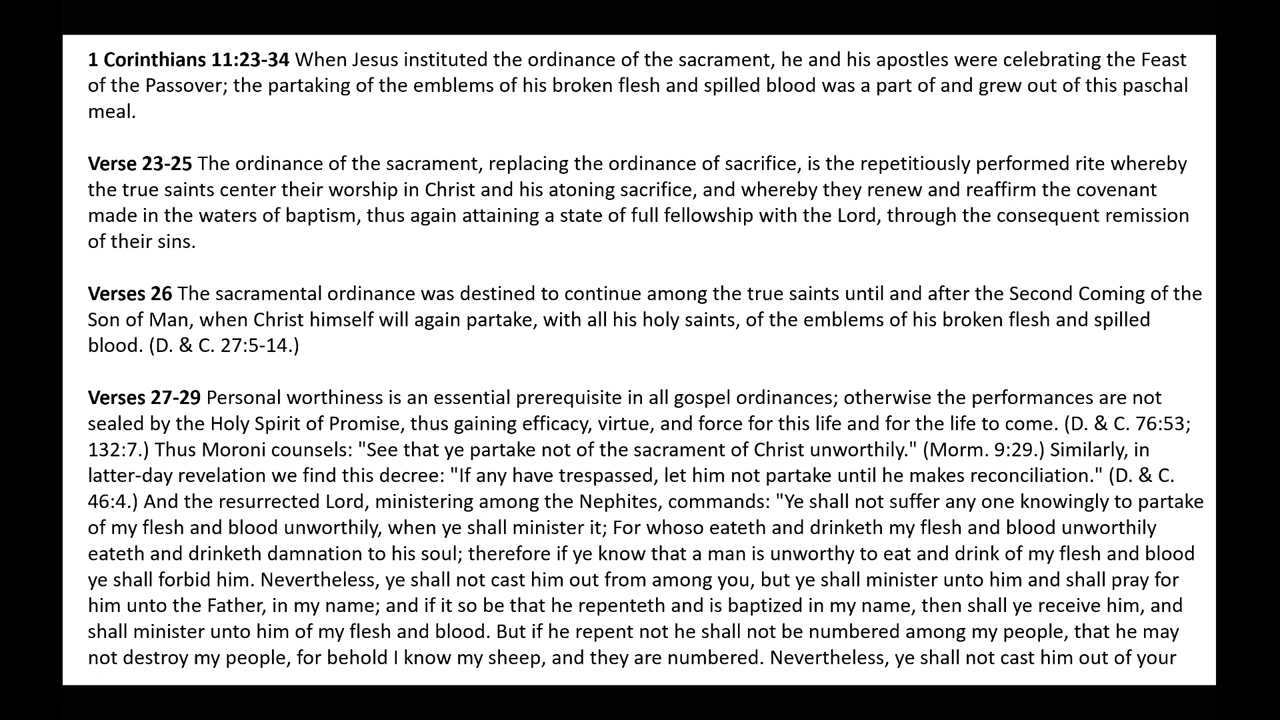 1 Corinthians 11:23-34 When Jesus instituted the ordinance of the sacrament, he and his apostles were celebrating the Feast
of the Passover; the partaking of the emblems of his broken flesh and spilled blood was a part of and grew out of this paschal
meal.
Verse 23-25 The ordinance of the sacrament, replacing the ordinance of sacrifice, is the repetitiously performed rite whereby
the true saints center their worship in Christ and his atoning sacrifice, and whereby they renew and reaffirm the covenant
made in the waters of baptism, thus again attaining a state of full fellowship with the Lord, through the consequent remission
of their sins.
Verses 26 The sacramental ordinance was destined to continue among the true saints until and after the Second Coming of the
Son of Man, when Christ himself will again partake, with all his holy saints, of the emblems of his broken flesh and spilled
blood. (D. & C. 27:5-14.)
Verses 27-29 Personal worthiness is an essential prerequisite in all gospel ordinances; otherwise the performances are not
sealed by the Holy Spirit of Promise, thus gaining efficacy, virtue, and force for this life and for the life to come. (D. & C. 76:53;
132:7.) Thus Moroni counsels: "See that ye partake not of the sacrament of Christ unworthily." (Morm. 9:29.) Similarly, in
latter-day revelation we find this decree: "If any have trespassed, let him not partake until he makes reconciliation." (D. & C.
46:4.) And the resurrected Lord, ministering among the Nephites, commands: "Ye shall not suffer any one knowingly to partake
of my flesh and blood unworthily, when ye shall minister it; For whoso eateth and drinketh my flesh and blood unworthily
eateth and drinketh damnation to his soul; therefore if ye know that a man is unworthy to eat and drink of my flesh and blood
ye shall forbid him. Nevertheless, ye shall not cast him out from among you, but ye shall minister unto him and shall pray for
him unto the Father, in my name; and if it so be that he repenteth and is baptized in my name, then shall ye receive him, and
shall minister unto him of my flesh and blood. But if he repent not he shall not be numbered among my people, that he may
not destroy my people, for behold I know my sheep, and they are numbered. Nevertheless, ye shall not cast him out of your